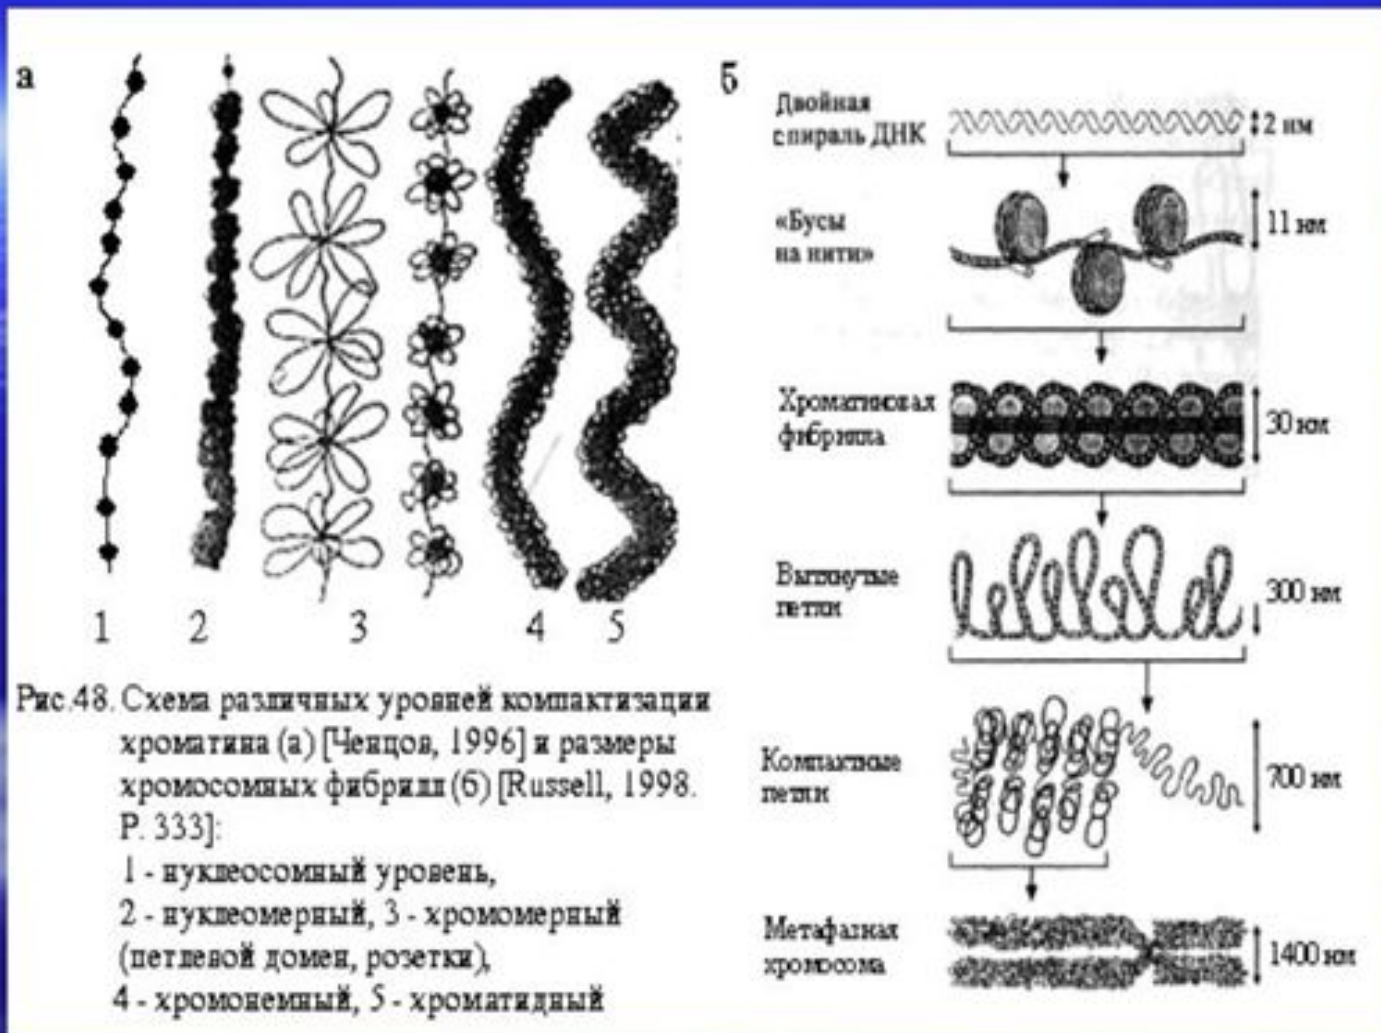 а
1 2 3 4 5
Рис.48. Схема различных уровней компактизации
хроматина (а) [Ченцов, 1996] и размеры
хромосомных фибрилл (б) [Russell, 1998.
P. 333]:
1 - нуклеосомный уровень,
2 - нуклеомерный, 3 - хромомерный
(петлевой домен, розетки),
4 - хромонемный, 5 - хроматидный
б
Двойная
спираль ДНК
2 нм
«Бусы
на нити»
11 нм
Хроматиновая
фибрилла
30 нм
Вытянутые
петли
300 нм
Компактные
петли
700 нм
Метафазная
хромосома
1400 нм